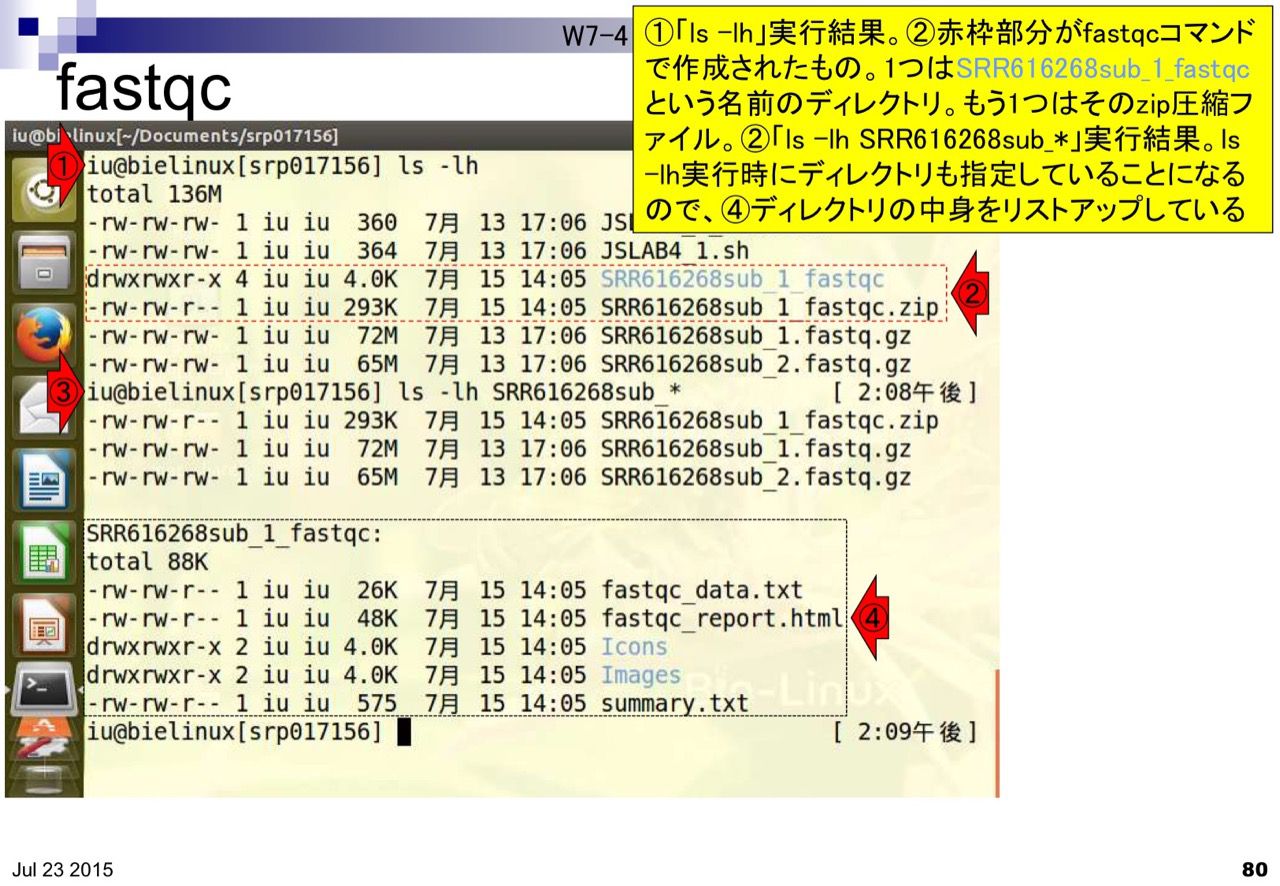 W7-4
①「ls -lh」実行結果。②赤枠部分がfastqcコマンド
で作成されたもの。1つはSRR616268sub_1_fastqc
という名前のディレクトリ。もう1つはそのzip圧縮フ
ァイル。②「ls -lh SRR616268sub_*」実行結果。ls
-lh実行時にディレクトリも指定していることになる
ので、④ディレクトリの中身をリストアップしている
fastqc
iu@bielinux[~/Documents/srp017156]
① iu@bielinux[srp017156] ls -lh
total 136M
-rw-rw-rw- 1 iu iu 360 7月 13 17:06
-rw-rw-rw- 1 iu iu 364 7月 13 17:06 JSLAB4_1.sh
drwxrwxr-x 4 iu iu 4.0K 7月 15 14:05 SRR616268sub_1_fastqc
②
-rw-rw-r-- 1 iu iu 293K 7月 15 14:05 SRR616268sub_1_fastqc.zip
-rw-rw-rw- 1 iu iu 72M 7月 13 17:06 SRR616268sub_1.fastq.gz
-rw-rw-rw- 1 iu iu 65M 7月 13 17:06 SRR616268sub_2.fastq.gz
③ iu@bielinux[srp017156] ls -lh SRR616268sub_* [ 2:08午後]
-rw-rw-r-- 1 iu iu 293K 7月 15 14:05 SRR616268sub_1_fastqc.zip
-rw-rw-rw- 1 iu iu 72M 7月 13 17:06 SRR616268sub_1.fastq.gz
-rw-rw-rw- 1 iu iu 65M 7月 13 17:06 SRR616268sub_2.fastq.gz
SRR616268sub_1_fastqc:
total 88K
-rw-rw-r-- 1 iu iu 26K 7月 15 14:05 fastqc_data.txt
-rw-rw-r-- 1 iu iu 48K 7月 15 14:05 fastqc_report.html
④
drwxrwxr-x 2 iu iu 4.0K 7月 15 14:05 Icons
drwxrwxr-x 2 iu iu 4.0K 7月 15 14:05 Images
Bio-Linux
-rw-rw-r-- 1 iu iu 575 7月 15 14:05 summary.txt
iu@bielinux[srp017156] [ 2:09午後]
Jul 23 2015
80